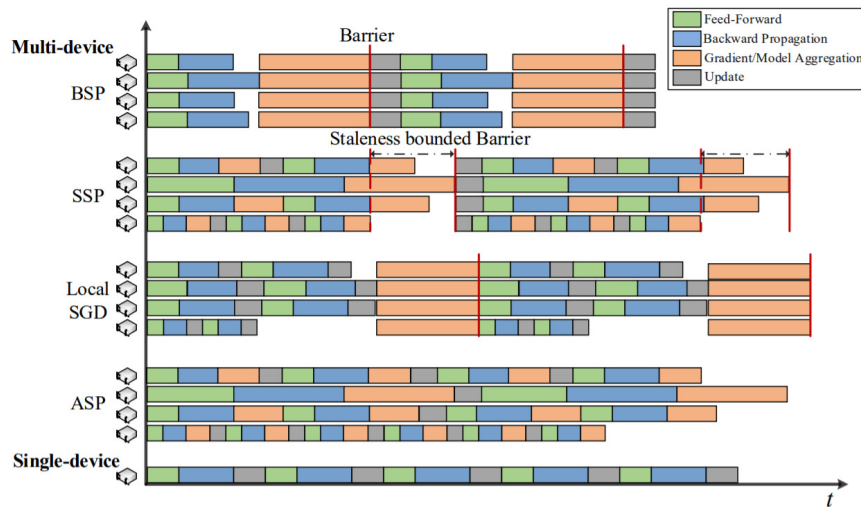 Multi-device
Barrier
Feed-Forward
Backward Propagation
Gradient/Model Aggregation
Update
BSP
Staleness bounded Barrier
SSP
Local
SGD
ASP
Single-device
t